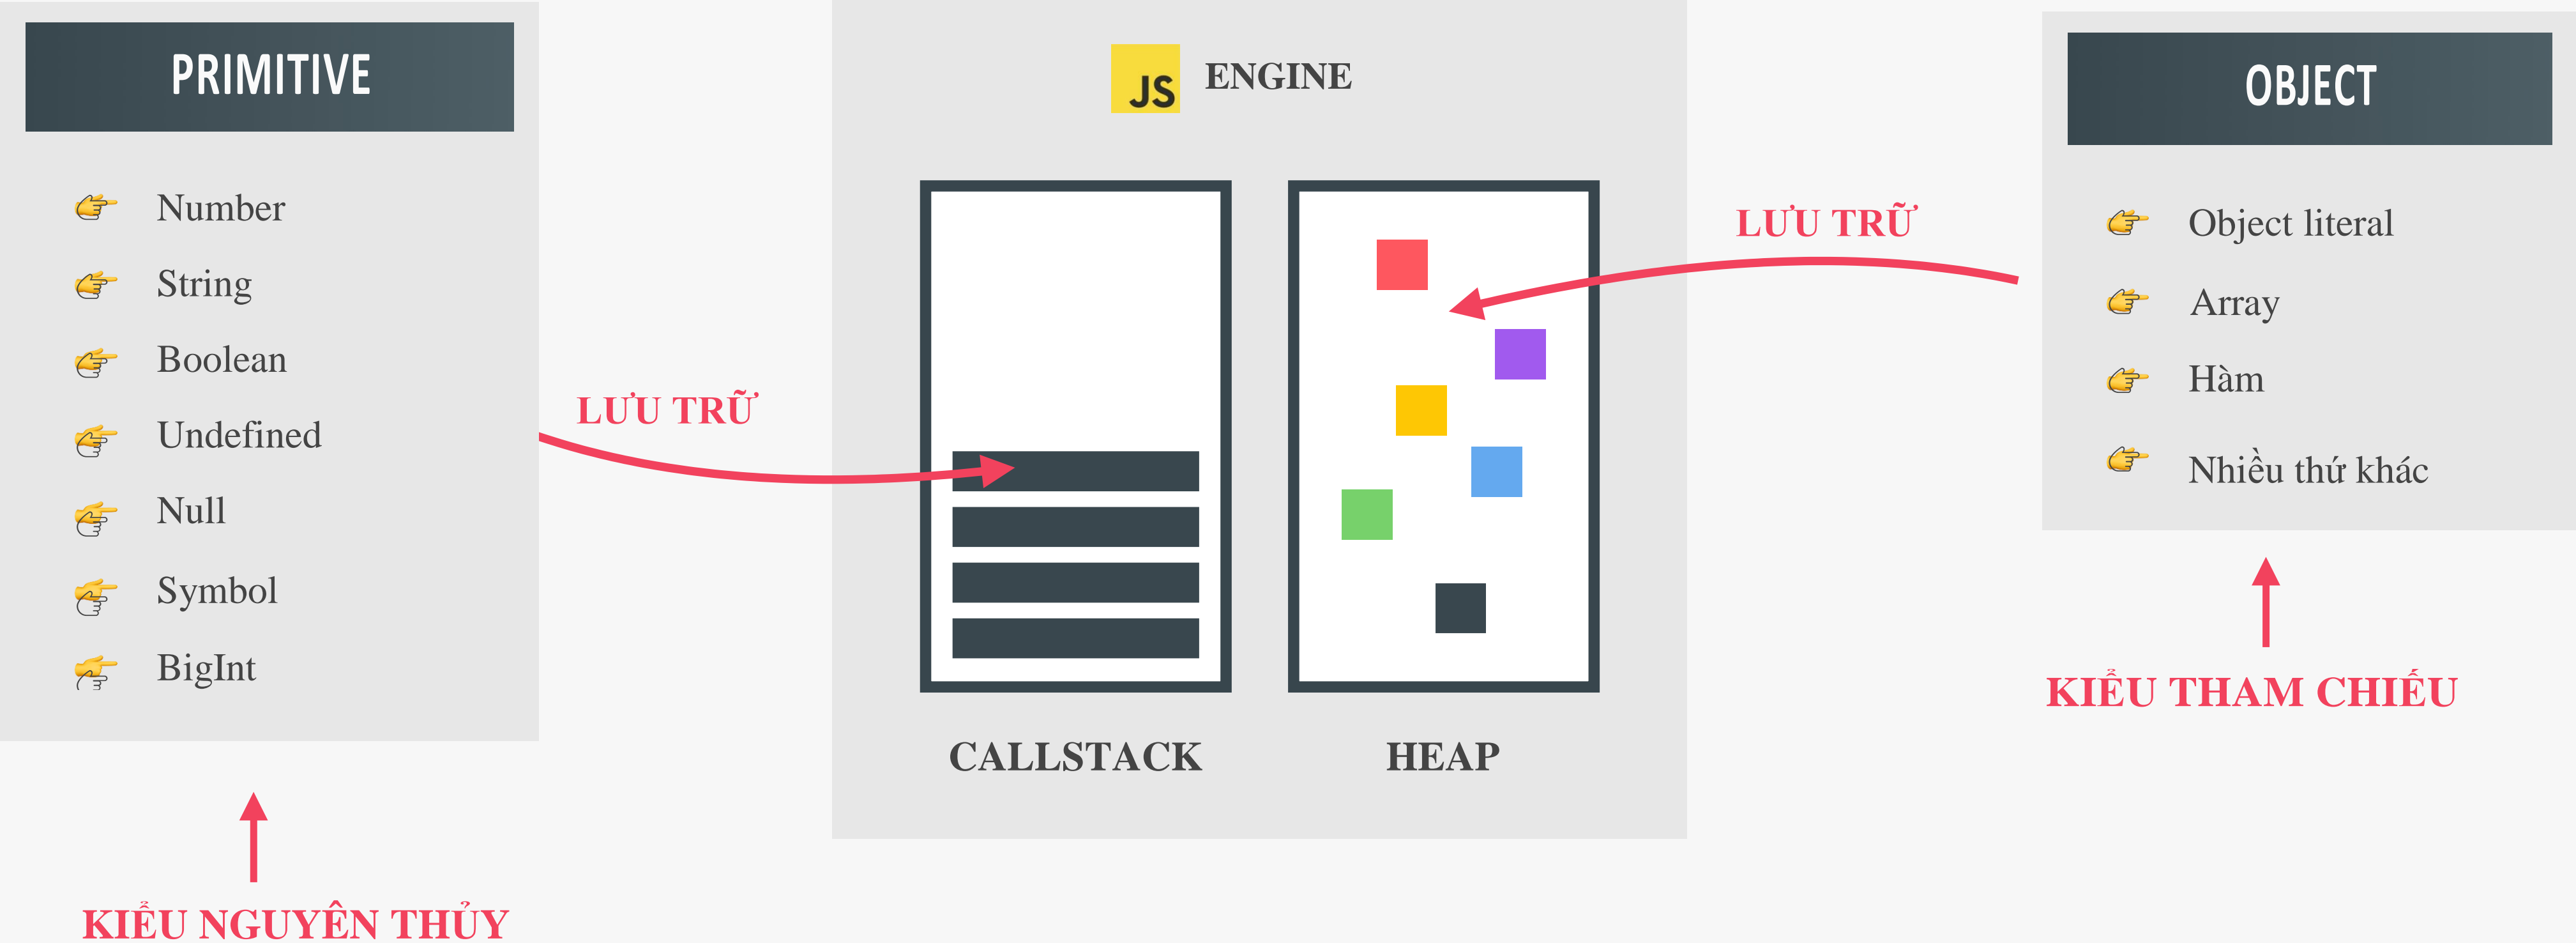 PRIMITIVE
Number
String
Boolean
Undefined
Null
Symbol
BigInt
KIỂU NGUYÊN THỦY
LƯU TRỮ
JS
ENGINE
CALLSTACK
HEAP
LƯU TRỮ
OBJECT
Object literal
Array
Hàm
Nhiều thứ khác
KIỂU THAM CHIẾU